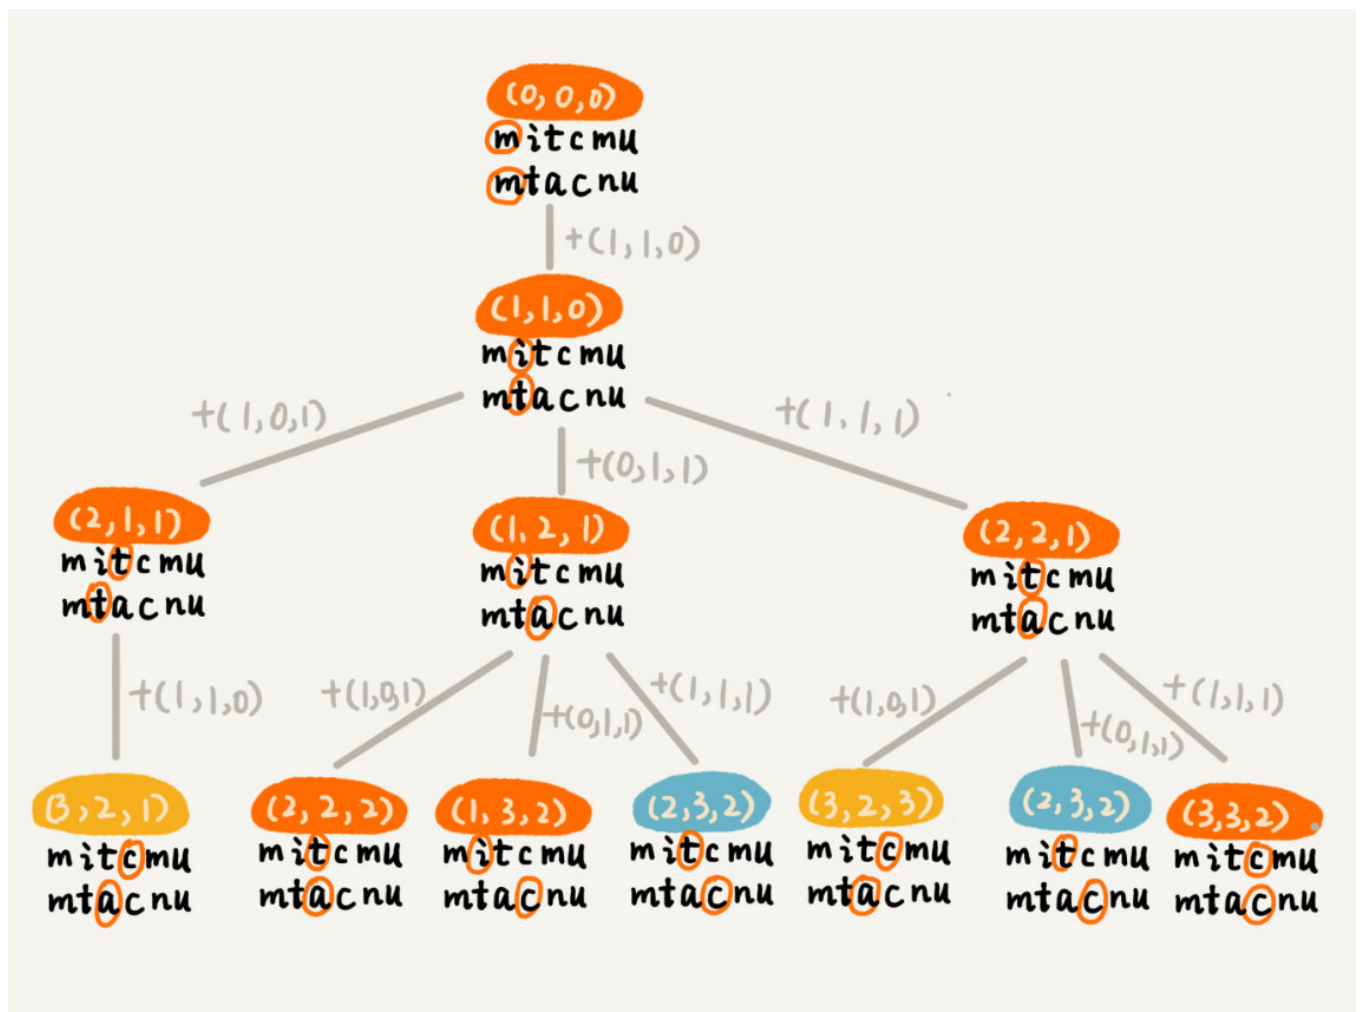 (0,0,0)
mitcmu
mtacnu
+(1,1,0)
(1,1,0)
mitcmu
mtacnu
+(1,0,1)
+(0,1,1)
+(1,1,1)
(2,1,1)
mitcmu
mtacnu
(1,2,1)
mitcmu
mtacnu
(2,2,1)
mitcmu
mtacnu
+(1,1,0)
+(1,0,1)
+(0,1,1)
+(1,1,1)
+(1,0,1)
+(0,1,1)
+(1,1,1)
(3,2,1)
mitcmu
mtacnu
(2,2,2)
mitcmu
mtacnu
(1,3,2)
mitcmu
mtacnu
(2,3,2)
mitcmu
mtacnu
(3,2,3)
mitcmu
mtacnu
(2,3,2)
mitcmu
mtacnu
(3,3,2)
mitcmu
mtacnu